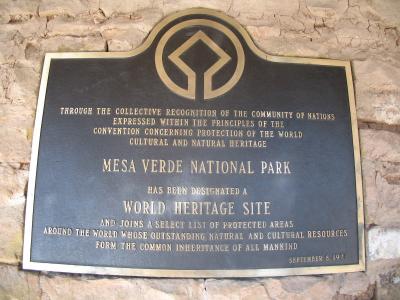 THROUGH THE COLLECTIVE RECOGNITION OF THE COMMUNITY OF NATIONS
EXPRESSED WITHIN THE PRINCIPLES OF THE
CONVENTION CONCERNING PROTECTION OF THE WORLD
CULTURAL AND NATURAL HERITAGE
MESA VERDE NATIONAL PARK
HAS BEEN DESIGNATED A
WORLD HERITAGE SITE
AND JOINS A SELECT LIST OF PROTECTED AREAS
AROUND THE WORLD WHOSE OUTSTANDING NATURAL AND CULTURAL RESOURCES
FORM THE COMMON INHERITANCE OF ALL MANKIND
SEPTEMBER